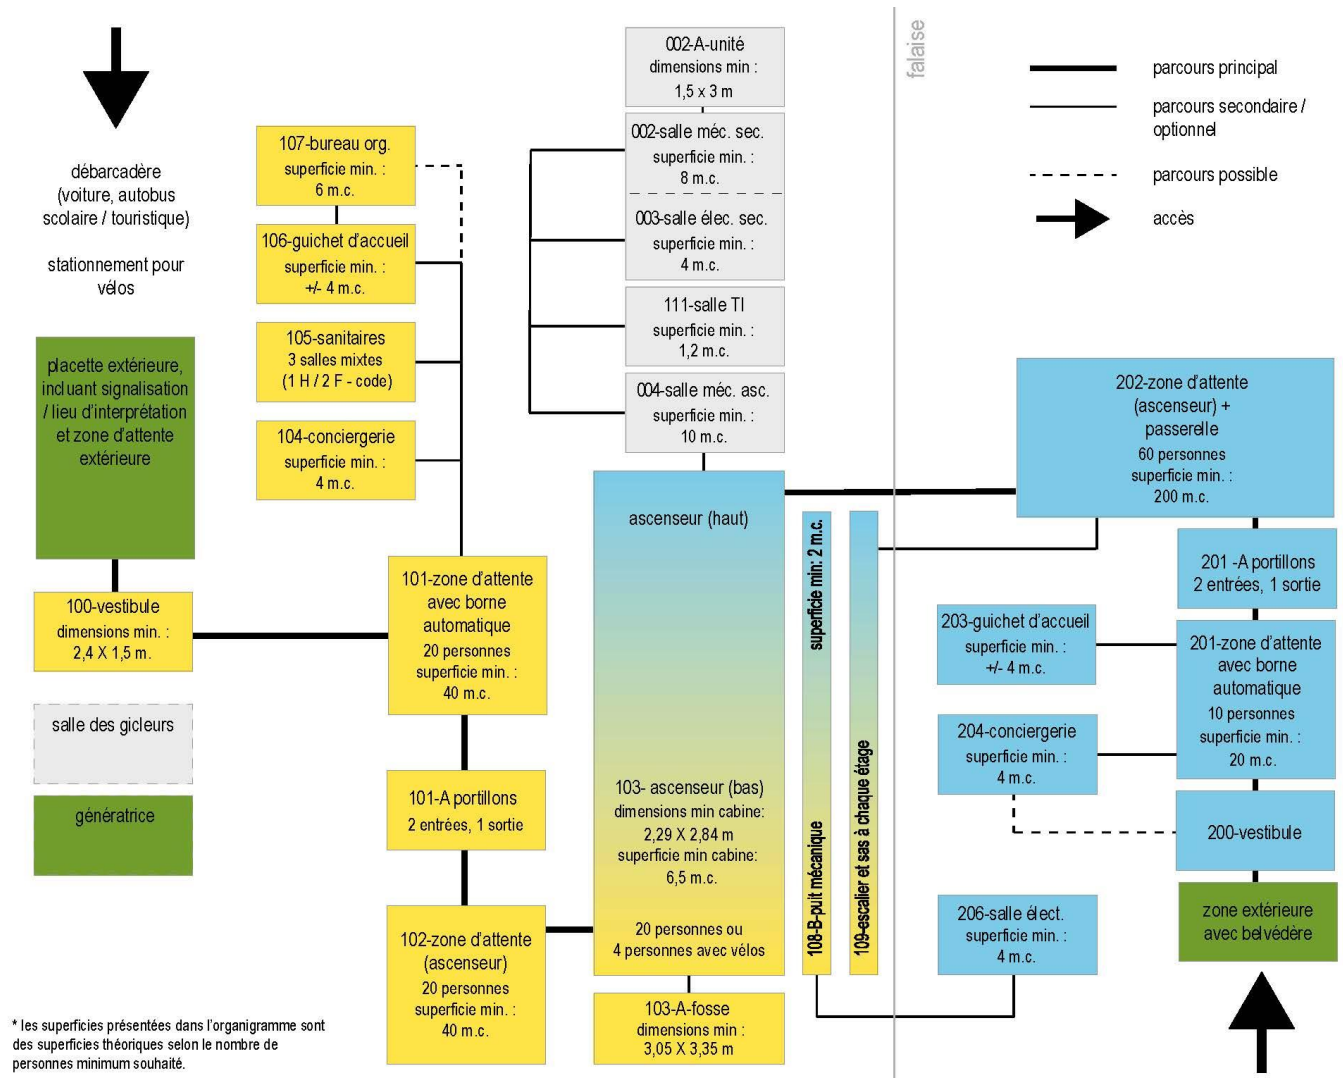 débarcadère
(voiture, autobus
scolaire / touristique)
stationnement pour
vélos
placette extérieure,
incluant signalisation
/ lieu d'interprétation
et zone d'attente
extérieure
100-vestibule
dimensions min. :
2,4 X 1,5 m.
salle des gicleurs
génératrice
107-bureau org.
superficie min. :
6 m.c.
106-guichet d'accueil
superficie min. :
+/- 4 m.c.
105-sanitaires
3 salles mixtes
(1 H / 2 F - code)
104-conciergerie
superficie min. :
4 m.c.
101-zone d'attente
avec borne
automatique
20 personnes
superficie min. :
40 m.c.
101-A portillons
2 entrées, 1 sortie
102-zone d'attente
(ascenseur)
20 personnes
superficie min. :
40 m.c.
002-A-unité
dimensions min :
1,5 x 3 m
002-salle méc. sec.
superficie min. :
8 m.c.
003-salle élec. sec.
superficie min. :
4 m.c.
111-salle TI
superficie min. :
1,2 m.c.
004-salle méc. asc.
superficie min. :
10 m.c.
ascenseur (haut)
103- ascenseur (bas)
dimensions min cabine:
2,29 X 2,84 m
superficie min cabine:
6,5 m.c.
20 personnes ou
4 personnes avec vélos
103-A-fosse
dimensions min :
3,05 X 3,35 m
108-B-puit mécanique
superficie min: 2 m.c.
109-escalier et sas à chaque étage
falaise
parcours principal
parcours secondaire /
optionnel
parcours possible
accès
202-zone d'attente
(ascenseur) +
passerelle
60 personnes
superficie min. :
200 m.c.
201 -A portillons
2 entrées, 1 sortie
203-guichet d'accueil
superficie min. :
+/- 4 m.c.
201-zone d'attente
avec borne
automatique
10 personnes
superficie min. :
20 m.c.
204-conciergerie
superficie min. :
4 m.c.
200-vestibule
206-salle élect.
superficie min. :
4 m.c.
zone extérieure
avec belvédère
* les superficies présentées dans l'organigramme sont
des superficies théoriques selon le nombre de
personnes minimum souhaité.